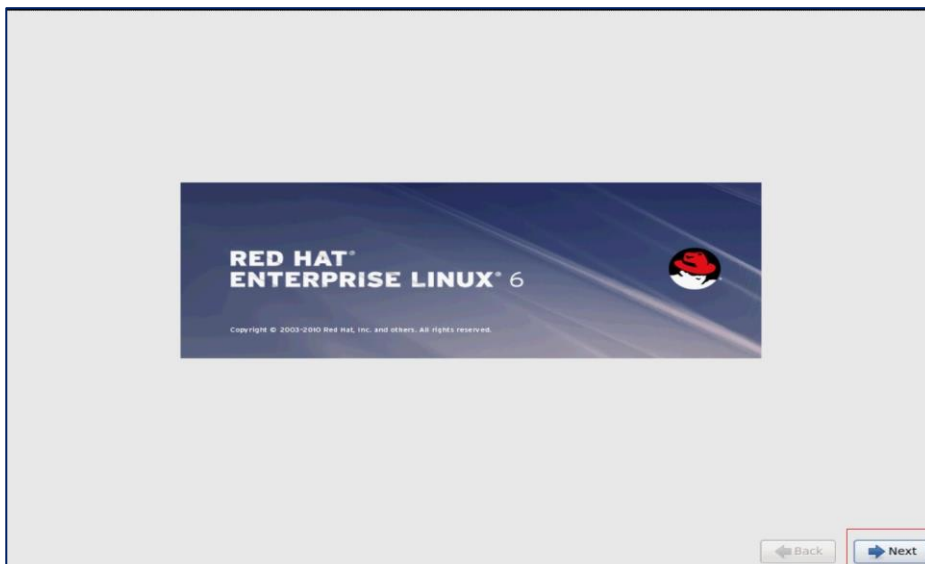 RED HAT®
ENTERPRISE LINUX® 6
Copyright © 2003-2010 Red Hat, Inc. and others. All rights reserved.
Back
Next